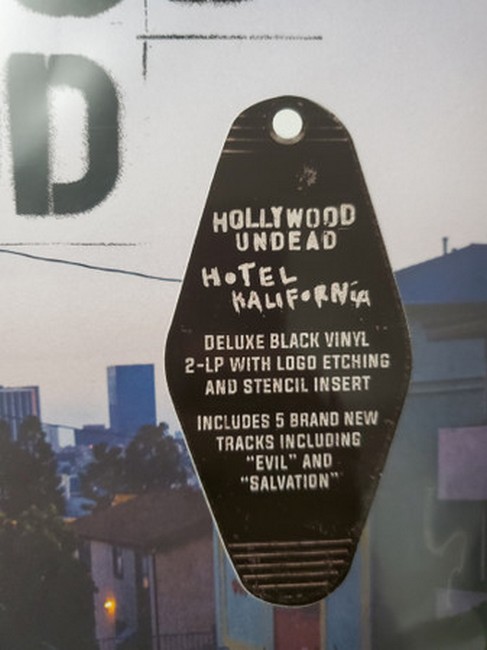 D
HOLLYWOOD
UNDEAD
HOTEL
KALIFORNIA
DELUXE BLACK VINYL
2-LP WITH LOGO ETCHING
AND STENCIL INSERT
INCLUDES 5 BRAND NEW
TRACKS INCLUDING
"EVIL" AND
"SALVATION"